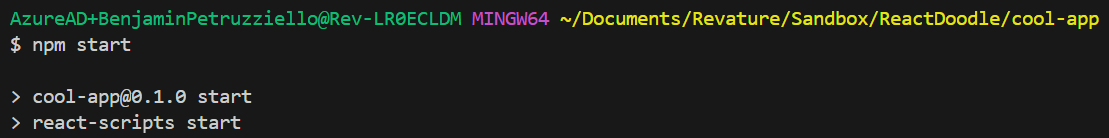 AzureAD+BenjaminPetruzziello@Rev-LR0ECLDM MINGW64 ~/Documents/Revature/Sandbox/ReactDoodle/cool-app
$ npm start
> cool-app@0.1.0 start
> react-scripts start